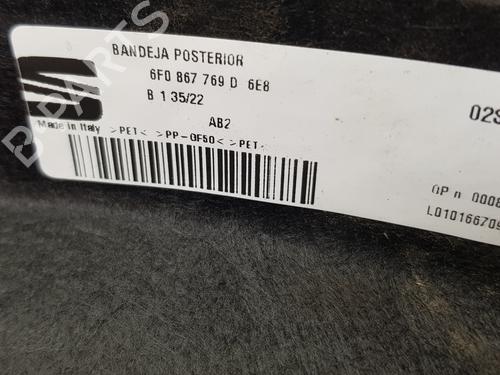 BANDEJA POSTERIOR
6F0 867 769 D 6E8
B 1 35/22
AB2
Made in Italy >PET< >PP-GF50< >PET<
02S
OP n 0008
L010166709
B PARTS